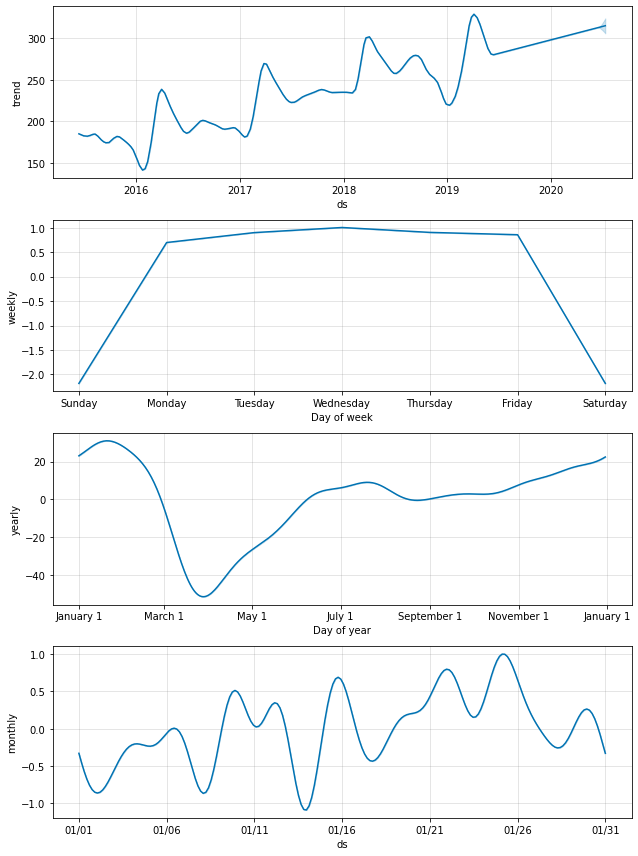 300
250
200
150
trend
2016 2017 2018 2019 2020
ds
1.0
0.5
0.0
−0.5
−1.0
−1.5
−2.0
weekly
Sunday Monday Tuesday Wednesday Thursday Friday Saturday
Day of week
20
0
−20
−40
yearly
January 1 March 1 May 1 July 1 September 1 November 1 January 1
Day of year
1.0
0.5
0.0
−0.5
−1.0
monthly
01/01 01/06 01/11 01/16 01/21 01/26 01/31
ds